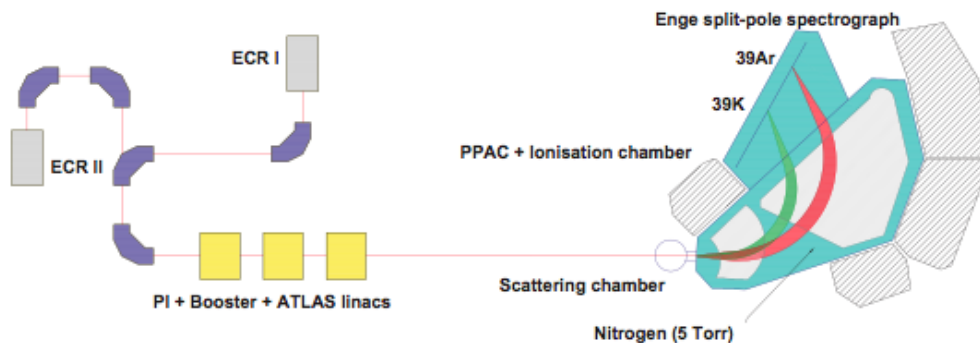 Enge split-pole spectrograph
ECR I
39Ar
39K
ECR II
PPAC + Ionisation chamber
Scattering chamber
PI + Booster + ATLAS linacs
Nitrogen (5 Torr)